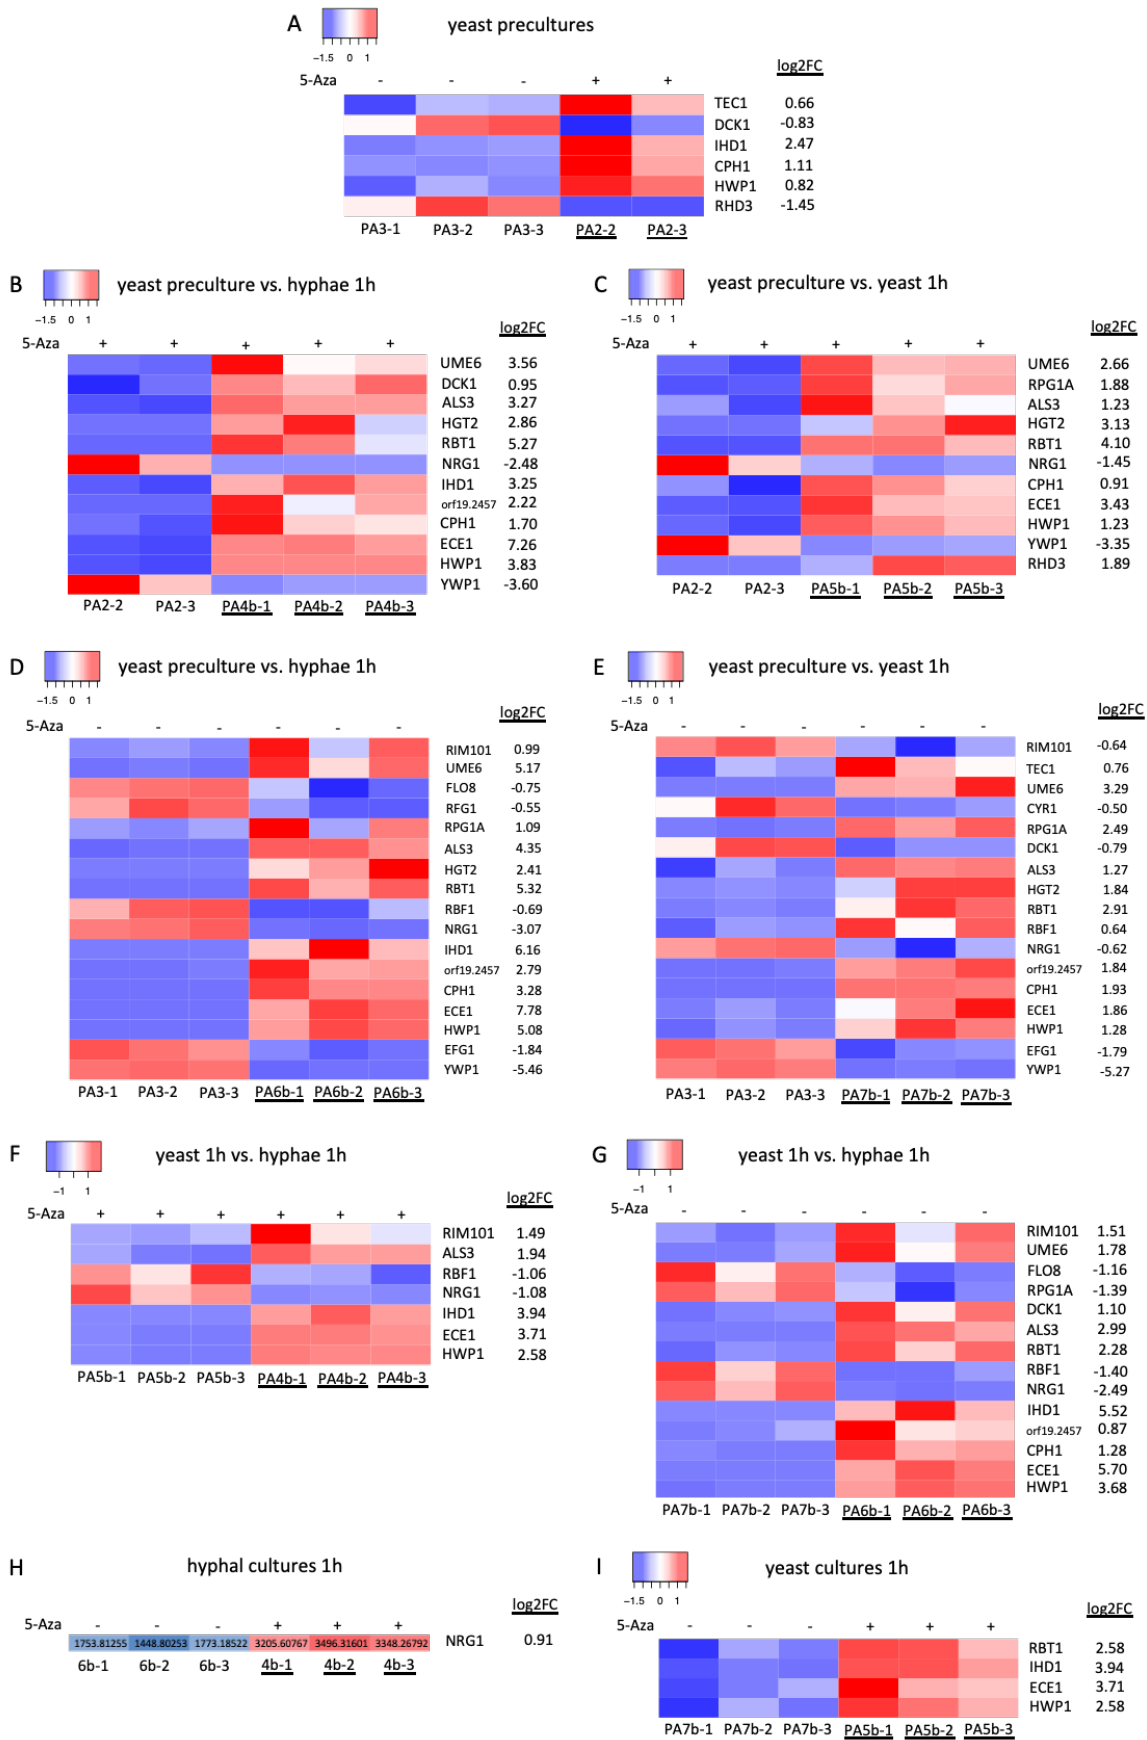 A yeast precultures
-1.5 0 1
log2FC
5-Aza - - - + +
TEC1 0.66
DCK1 -0.83
IHD1 2.47
CPH1 1.11
HWP1 0.82
RHD3 -1.45
PA3-1 PA3-2 PA3-3 PA2-2 PA2-3
B yeast preculture vs. hyphae 1h
-1.5 0 1
log2FC
5-Aza + + + + +
UME6 3.56
DCK1 0.95
ALS3 3.27
HGT2 2.86
RBT1 5.27
NRG1 -2.48
IHD1 3.25
orf19.2457 2.22
CPH1 1.70
ECE1 7.26
HWP1 3.83
YWP1 -3.60
PA2-2 PA2-3 PA4b-1 PA4b-2 PA4b-3
C yeast preculture vs. yeast 1h
-1.5 0 1
log2FC
5-Aza + + + + +
UME6 2.66
RPG1A 1.88
ALS3 1.23
HGT2 3.13
RBT1 4.10
NRG1 -1.45
CPH1 0.91
ECE1 3.43
HWP1 1.23
YWP1 -3.35
RHD3 1.89
PA2-2 PA2-3 PA5b-1 PA5b-2 PA5b-3
D yeast preculture vs. hyphae 1h
-1.5 0 1
log2FC
5-Aza - - - - - -
RIM101 0.99
UME6 5.17
FLO8 -0.75
RFG1 -0.55
RPG1A 1.09
ALS3 4.35
HGT2 2.41
RBT1 5.32
RBF1 -0.69
NRG1 -3.07
IHD1 6.16
orf19.2457 2.79
CPH1 3.28
ECE1 7.78
HWP1 5.08
EFG1 -1.84
YWP1 -5.46
PA3-1 PA3-2 PA3-3 PA6b-1 PA6b-2 PA6b-3
E yeast preculture vs. yeast 1h
-1.5 0 1
log2FC
5-Aza - - - - - -
RIM101 -0.64
TEC1 0.76
UME6 3.29
CYR1 -0.50
RPG1A 2.49
DCK1 -0.79
ALS3 1.27
HGT2 1.84
RBT1 2.91
RBF1 0.64
NRG1 -0.62
orf19.2457 1.84
CPH1 1.93
ECE1 1.86
HWP1 1.28
EFG1 -1.79
YWP1 -5.27
PA3-1 PA3-2 PA3-3 PA7b-1 PA7b-2 PA7b-3
F yeast 1h vs. hyphae 1h
-1 1
log2FC
5-Aza + + + + + +
RIM101 1.49
ALS3 1.94
RBF1 -1.06
NRG1 -1.08
IHD1 3.94
ECE1 3.71
HWP1 2.58
PA5b-1 PA5b-2 PA5b-3 PA4b-1 PA4b-2 PA4b-3
G yeast 1h vs. hyphae 1h
-1 1
log2FC
5-Aza - - - - - -
RIM101 1.51
UME6 1.78
FLO8 -1.16
RPG1A -1.39
DCK1 1.10
ALS3 2.99
RBT1 2.28
RBF1 -1.40
NRG1 -2.49
IHD1 5.52
orf19.2457 0.87
CPH1 1.28
ECE1 5.70
HWP1 3.68
PA7b-1 PA7b-2 PA7b-3 PA6b-1 PA6b-2 PA6b-3
H hyphal cultures 1h
log2FC
5-Aza - - - + + +
1753.81255 1448.80253 1773.18522 3205.60767 3496.31601 3348.26792 NRG1 0.91
6b-1 6b-2 6b-3 4b-1 4b-2 4b-3
I yeast cultures 1h
-1.5 0 1
log2FC
5-Aza - - - + + +
RBT1 2.58
IHD1 3.94
ECE1 3.71
HWP1 2.58
PA7b-1 PA7b-2 PA7b-3 PA5b-1 PA5b-2 PA5b-3